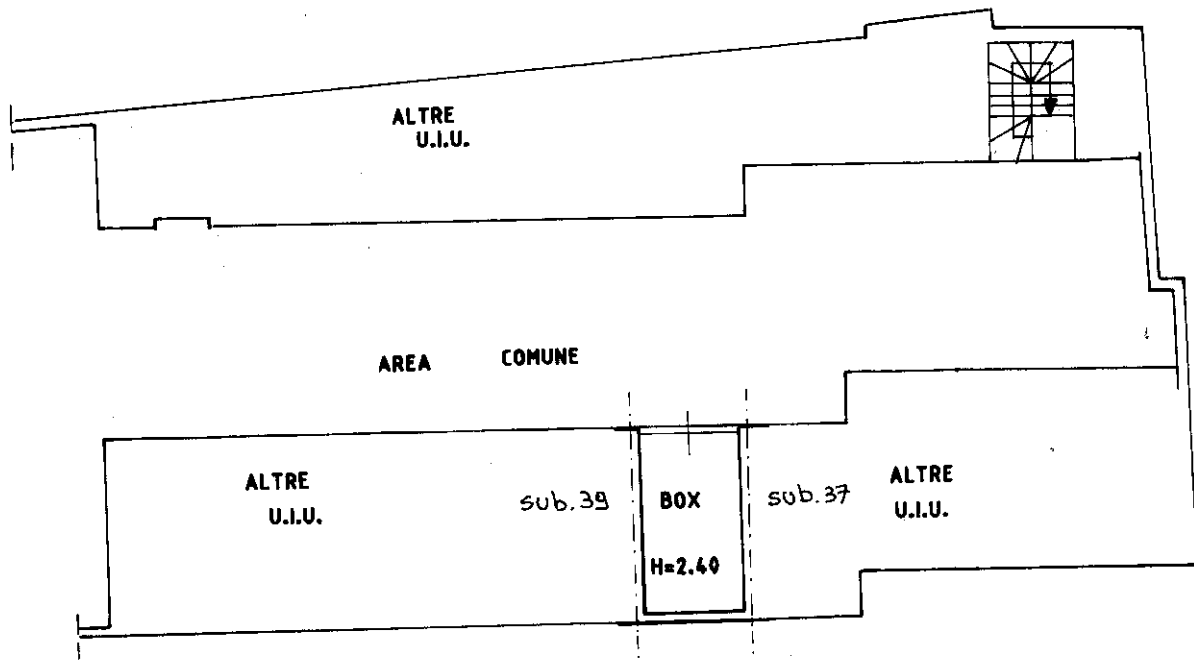 ALTRE
U.I.U.
AREA COMUNE
ALTRE
U.I.U.
sub.39
BOX
H=2.40
sub.37
ALTRE
U.I.U.